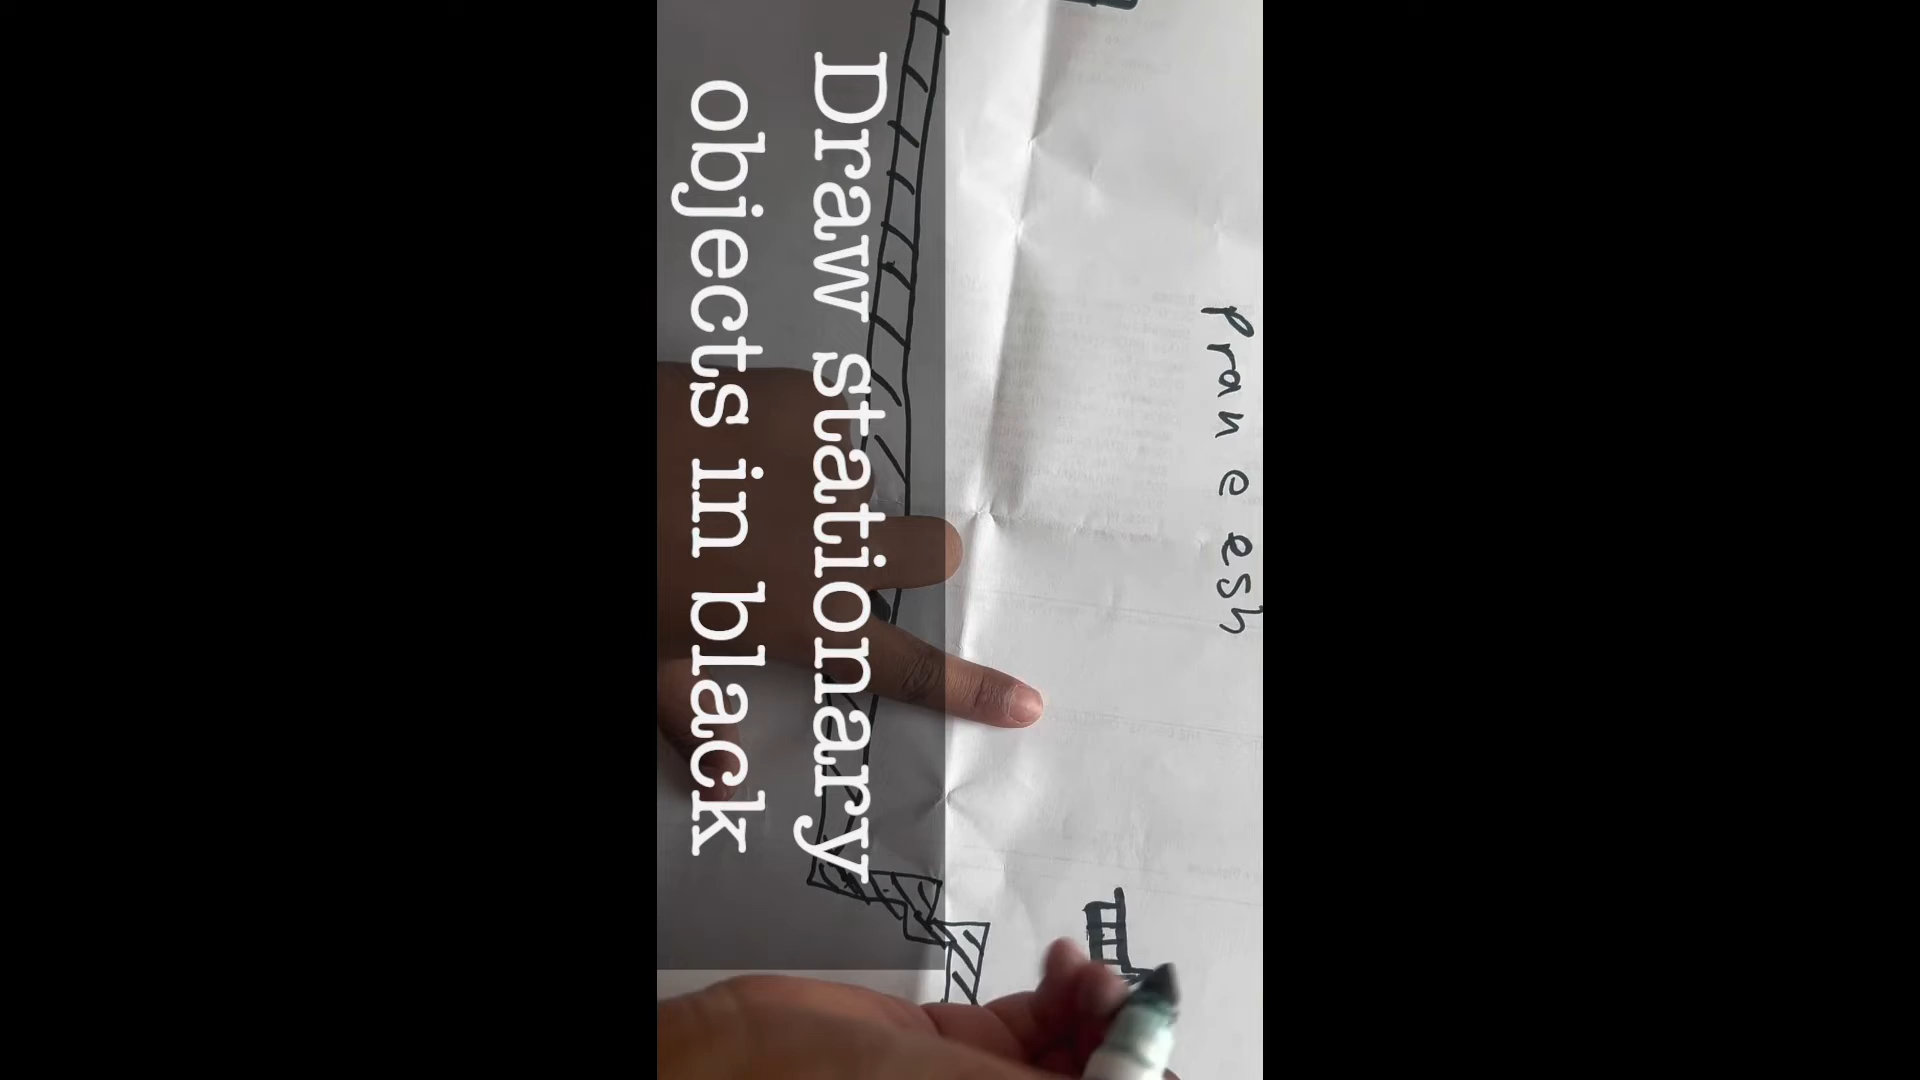 Praneesh
Draw stationary
objects in black